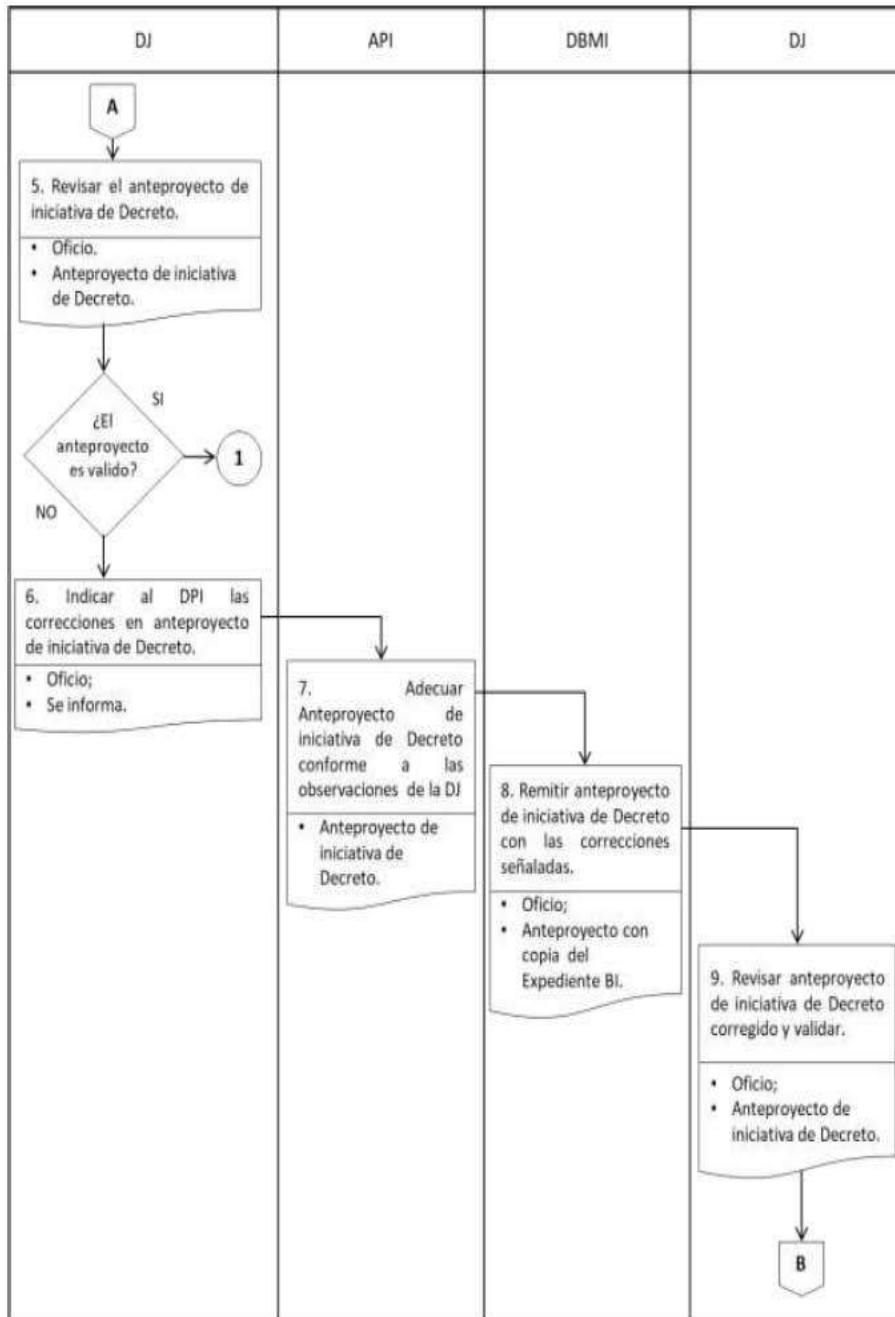 DJ
API
DBMI
DJ
A
5. Revisar el anteproyecto de
iniciativa de Decreto.
• Oficio.
• Anteproyecto de iniciativa
de Decreto.
SI
¿El
anteproyecto
es valido?
1
NO
6. Indicar al DPI las
correcciones en anteproyecto
de iniciativa de Decreto.
• Oficio;
• Se informa.
7. Adecuar
Anteproyecto de
iniciativa de Decreto
conforme a las
observaciones de la DJ
• Anteproyecto de
iniciativa de
Decreto.
8. Remitir anteproyecto
de iniciativa de Decreto
con las correcciones
señaladas.
• Oficio;
• Anteproyecto con
copia del
Expediente BI.
9. Revisar anteproyecto
de iniciativa de Decreto
corregido y validar.
• Oficio;
• Anteproyecto de
iniciativa de Decreto.
B